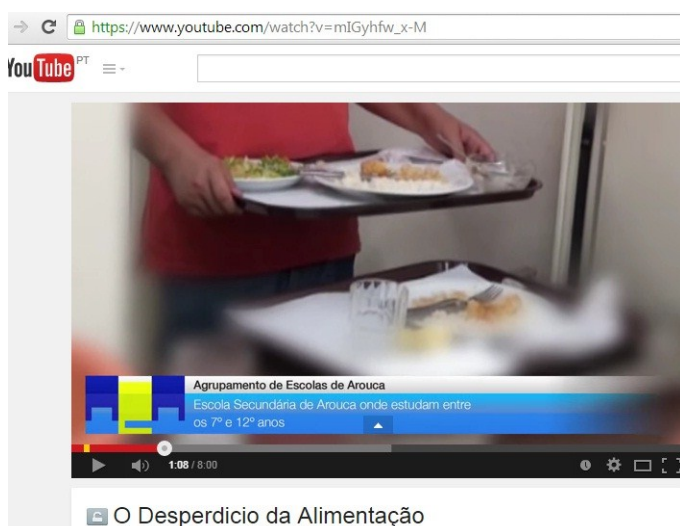 https://www.youtube.com/watch?v=mIGyhfw_x-M
YouTube PT
Agrupamento de Escolas de Arouca
Escola Secundária de Arouca onde estudam entre
os 7º e 12º anos
1:08 / 8:00
O Desperdicio da Alimentação